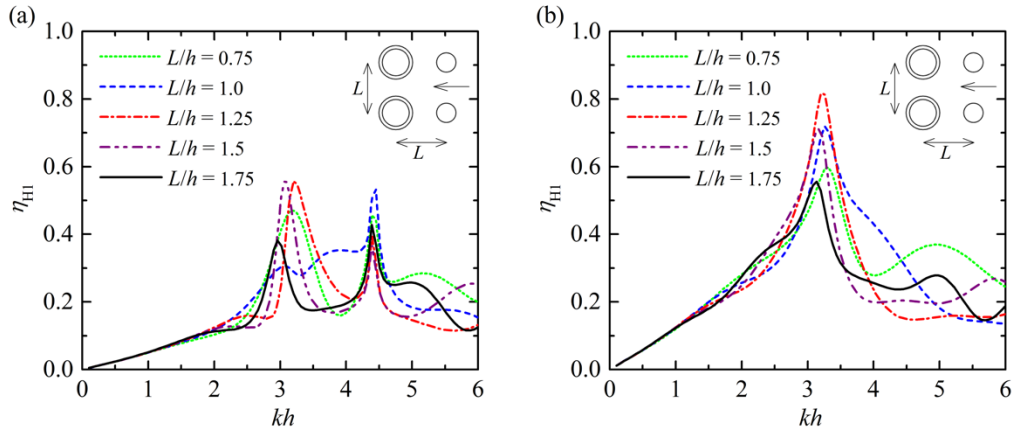 (a)
1.0
0.8
0.6
0.4
0.2
0.0
η_HI
L/h = 0.75
L/h = 1.0
L/h = 1.25
L/h = 1.5
L/h = 1.75
L
L
0 1 2 3 4 5 6
kh
(b)
1.0
0.8
0.6
0.4
0.2
0.0
η_HI
L/h = 0.75
L/h = 1.0
L/h = 1.25
L/h = 1.5
L/h = 1.75
L
L
0 1 2 3 4 5 6
kh